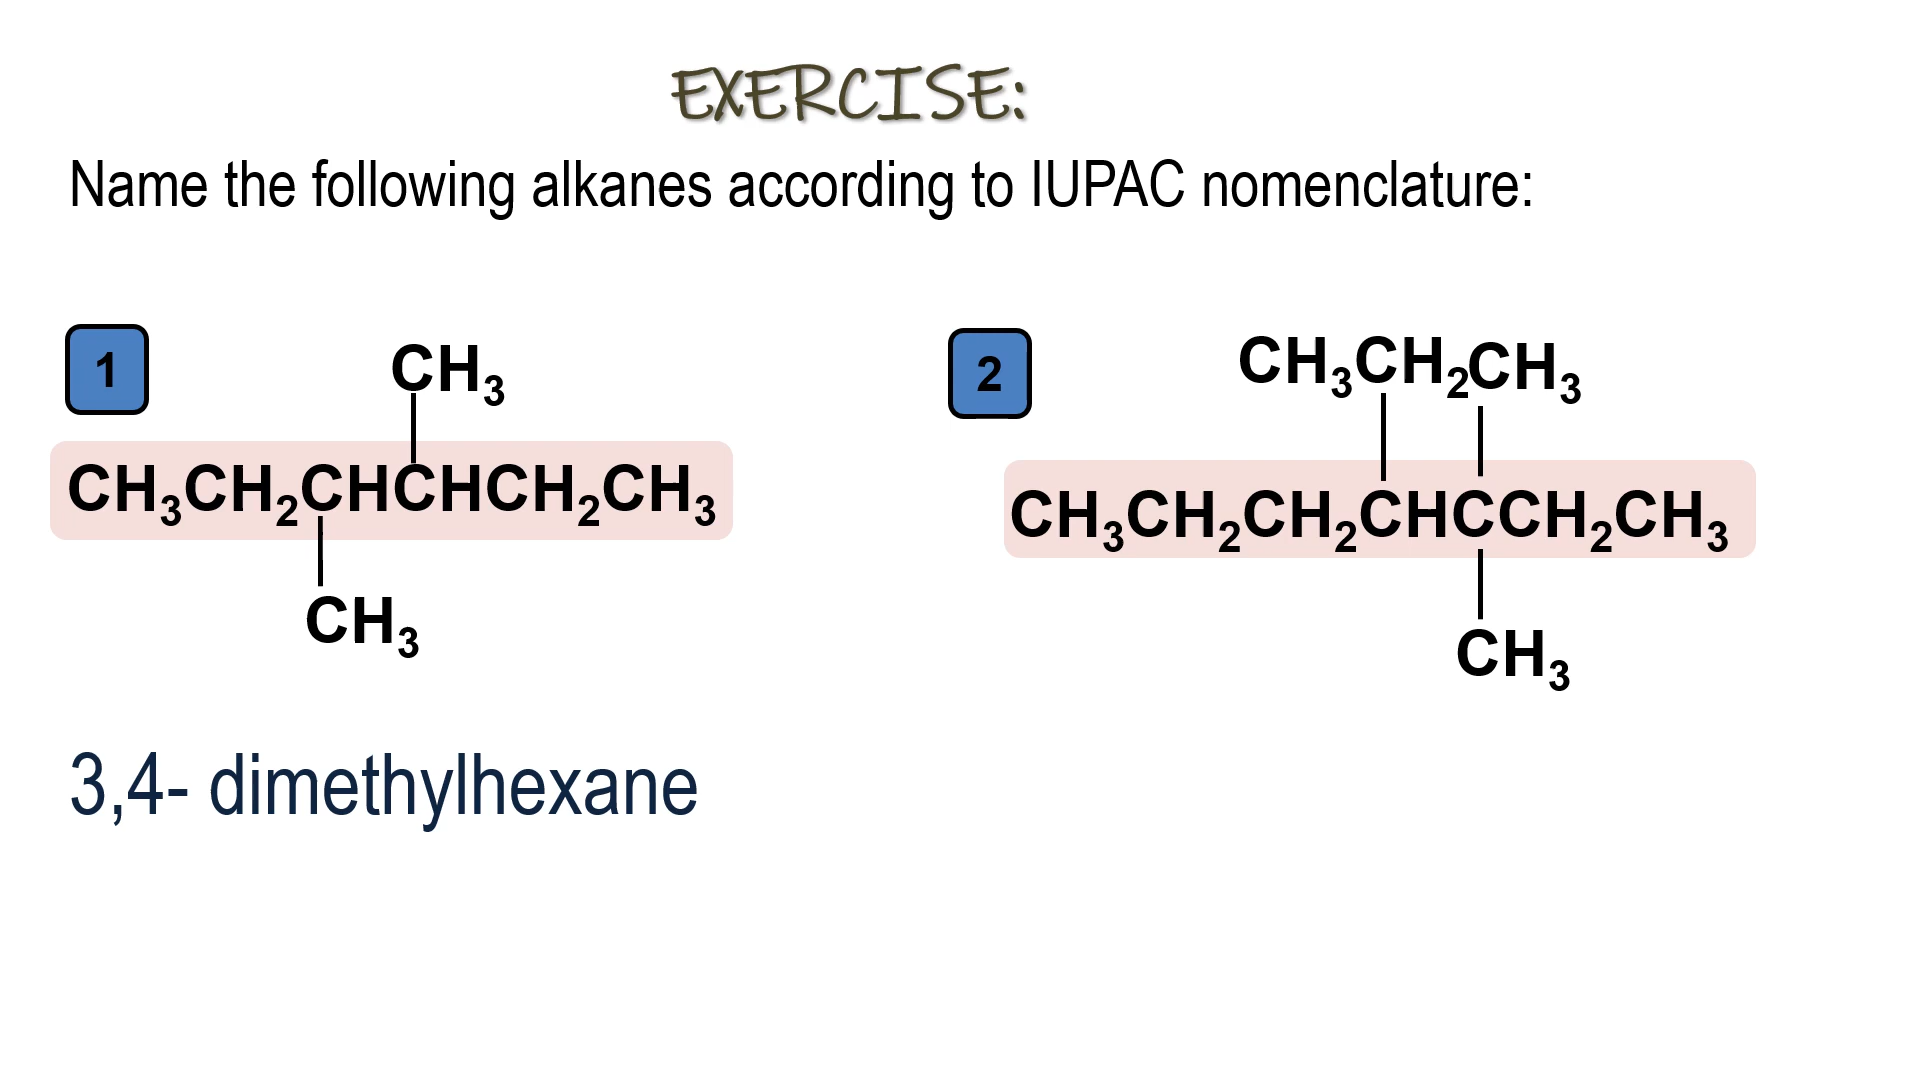 EXERCISE:
Name the following alkanes according to IUPAC nomenclature:
1
CH₃
CH₃CH₂CHCHCH₂CH₃
CH₃
3,4- dimethylhexane
2
CH₃CH₂CH₃
CH₃CH₂CH₂CHCCH₂CH₃
CH₃